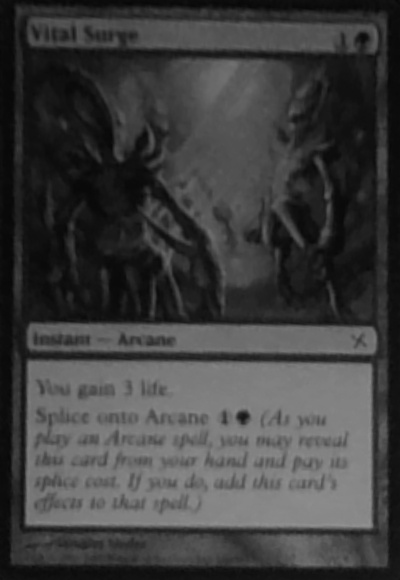 Vital Surge 1
Instant — Arcane
You gain 3 life.
Splice onto Arcane 1 (As you
play an Arcane spell, you may reveal
this card from your hand and pay its
splice cost. If you do, add this card's
effects to that spell.)